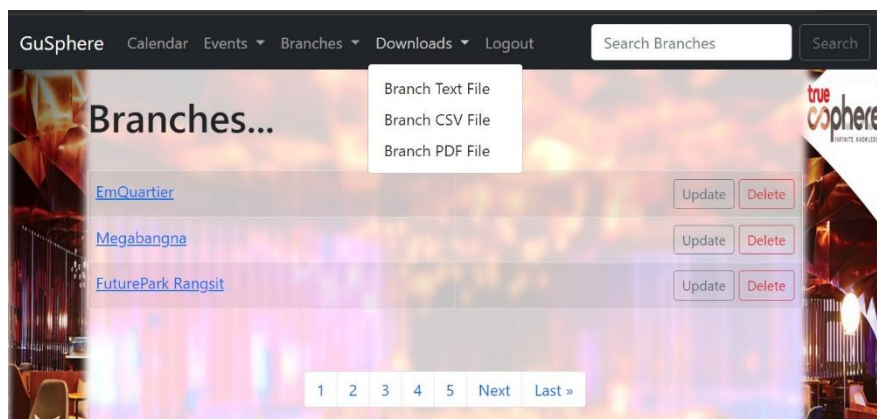 GuSphere Calendar Events Branches Downloads Logout Search Branches Search
Branch Text File
Branch CSV File
Branch PDF File
Branches...
true
sphere
INFINITE KNOWLED
EmQuartier Update Delete
Megabangna Update Delete
FuturePark Rangsit Update Delete
1 2 3 4 5 Next Last »